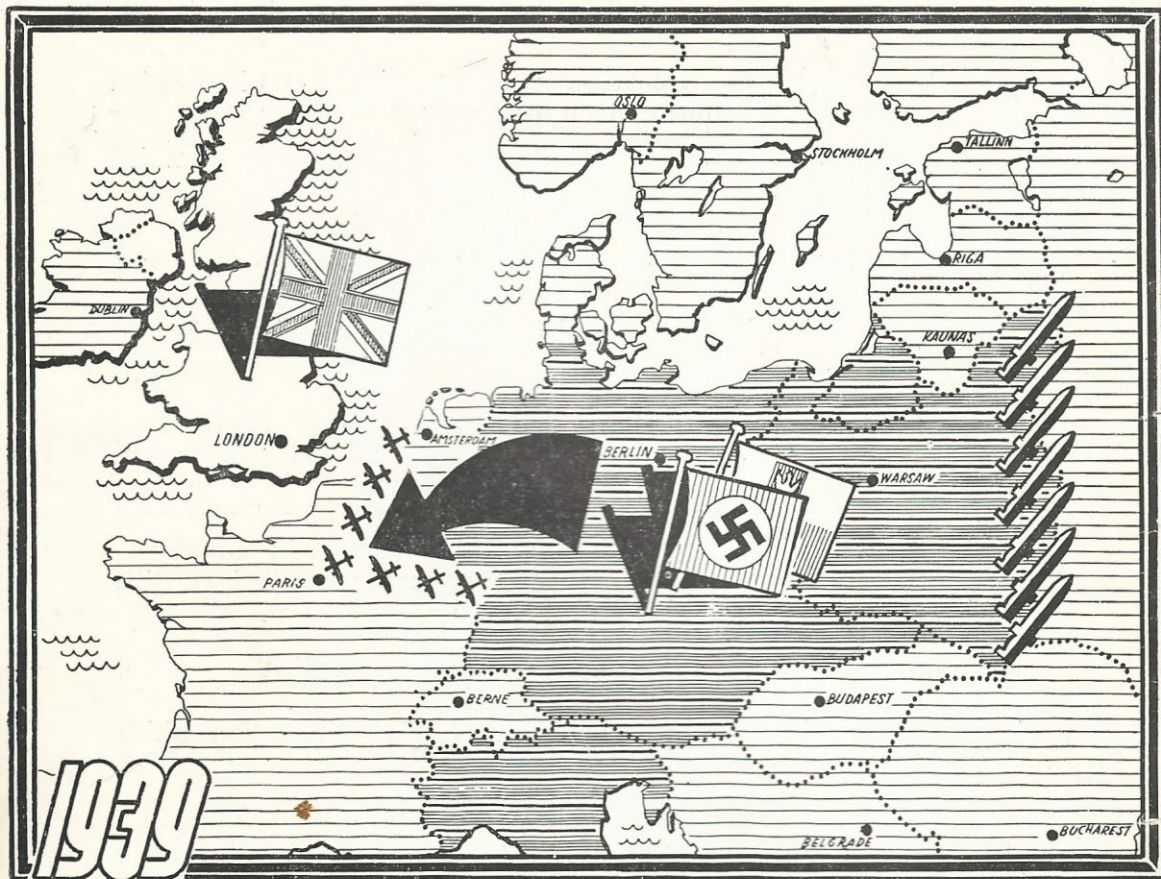 OSLO
STOCKHOLM
TALLINN
RIGA
DUBLIN
KAUNAS
LONDON
AMSTERDAM
BERLIN
WARSAW
PARIS
BERNE
BUDAPEST
1939
BELGRADE
BUCHAREST